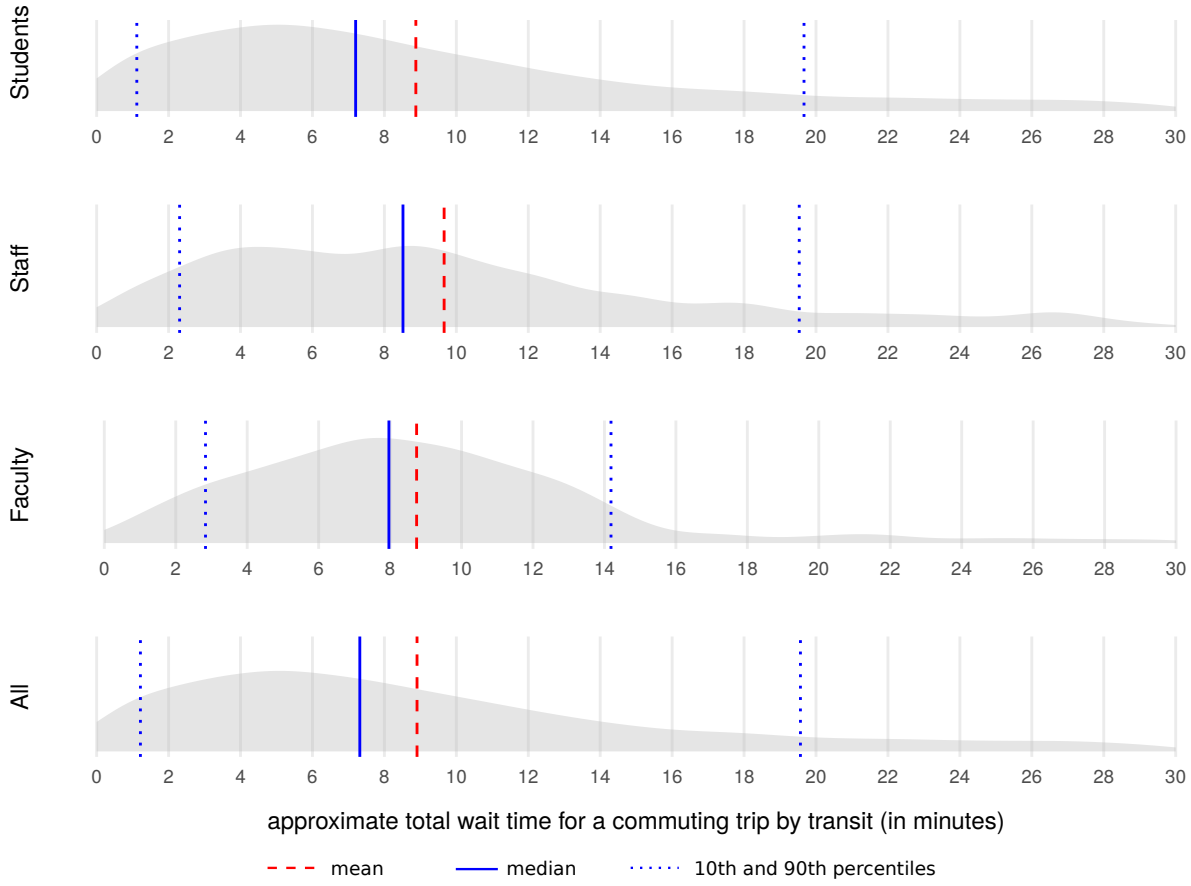 Students
0 2 4 6 8 10 12 14 16 18 20 22 24 26 28 30
Staff
0 2 4 6 8 10 12 14 16 18 20 22 24 26 28 30
Faculty
0 2 4 6 8 10 12 14 16 18 20 22 24 26 28 30
All
0 2 4 6 8 10 12 14 16 18 20 22 24 26 28 30
approximate total wait time for a commuting trip by transit (in minutes)
mean median 10th and 90th percentiles